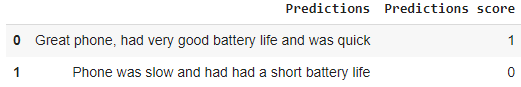 Predictions Predictions score
0 Great phone, had very good battery life and was quick 1
1 Phone was slow and had had a short battery life 0